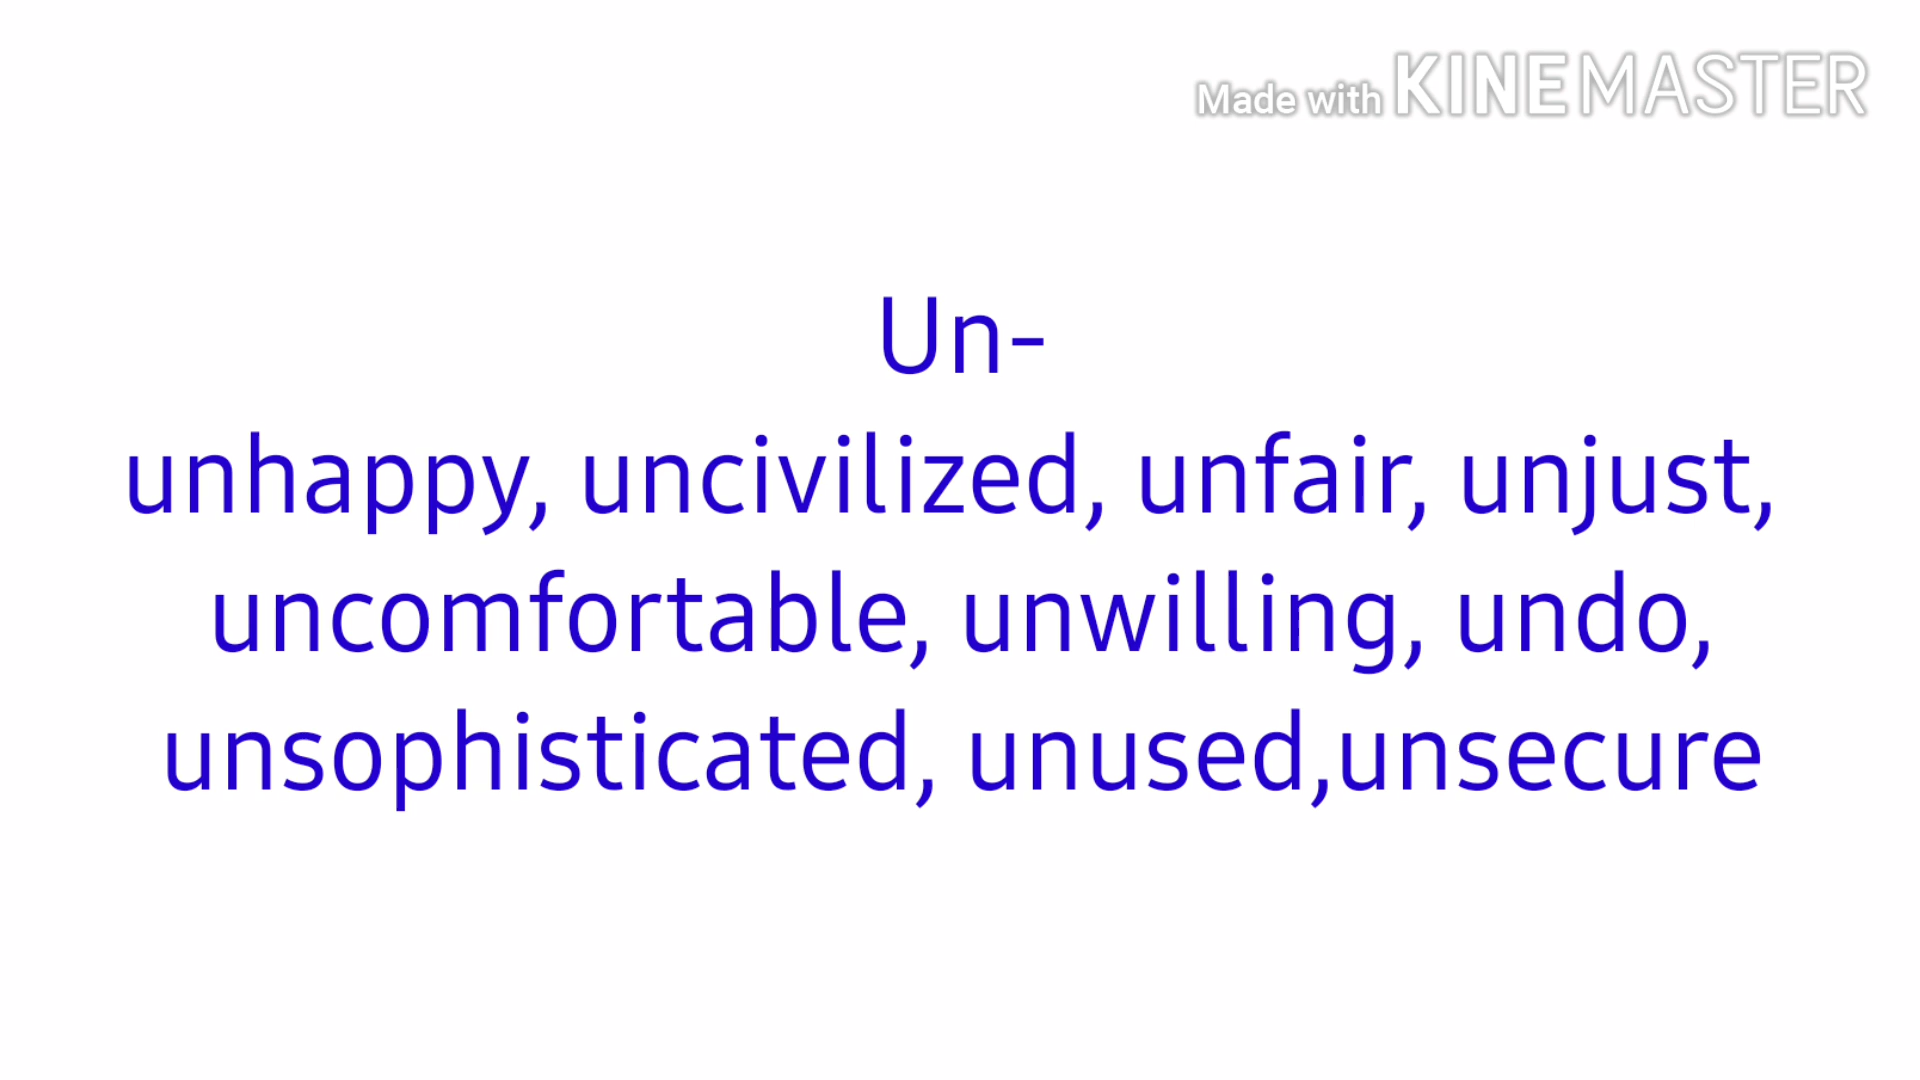 Made with KINEMASTER
Un-
unhappy, uncivilized, unfair, unjust,
uncomfortable, unwilling, undo,
unsophisticated, unused,unsecure